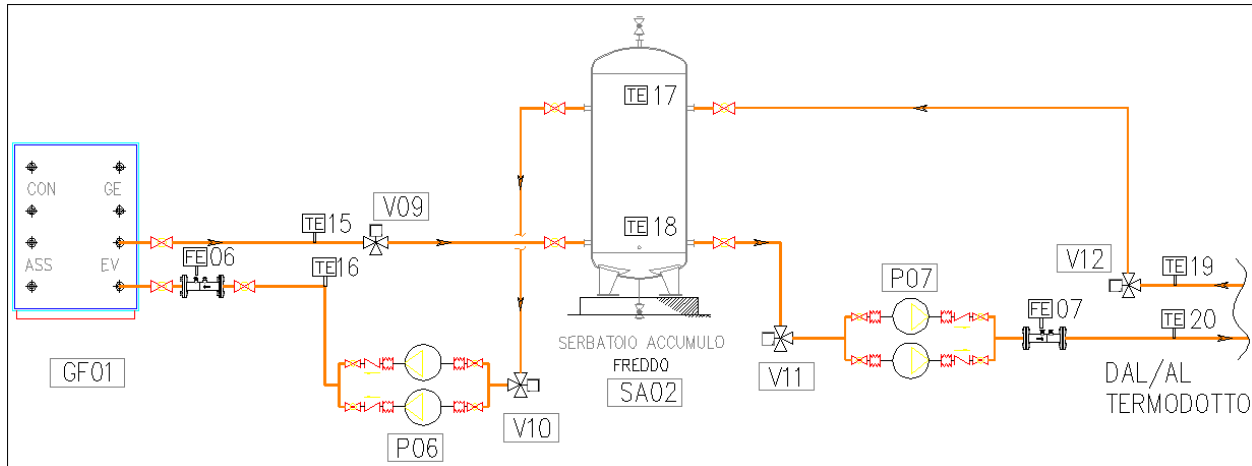 TE 17
CON GE
TE 15
V09
TE 18
ASS EV
FE 06
TE 16
V12
TE 19
P07
FE 07
TE 20
SERBATOIO ACCUMULO
FREDDO
SA02
V11
GF01
DAL/AL
TERMODOTTO
V10
P06